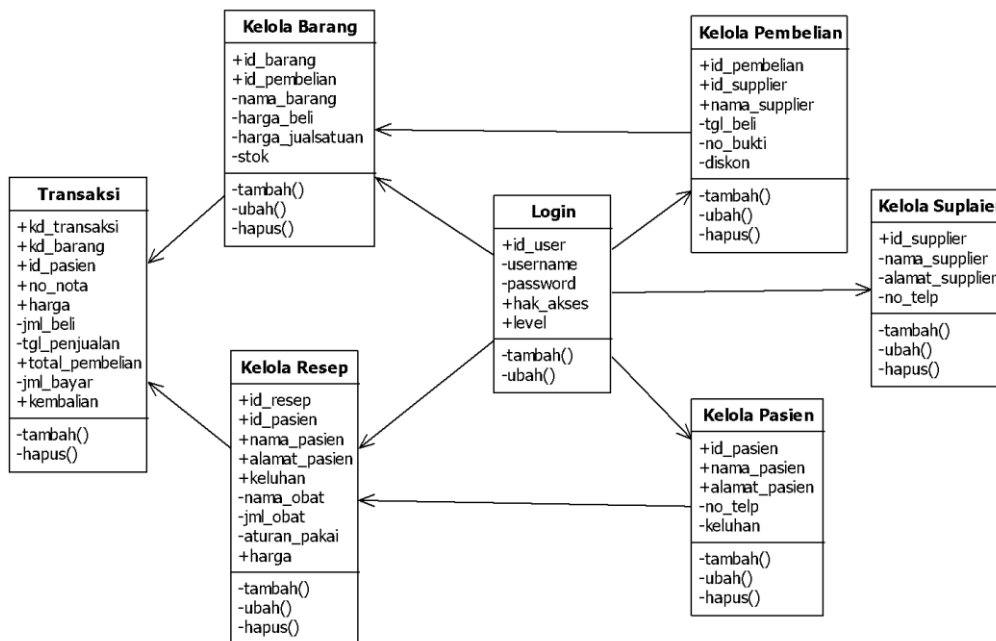 Kelola Barang
+id_barang
+id_pembelian
-nama_barang
-harga_beli
-harga_jualsatuan
-stok
-tambah()
-ubah()
-hapus()
Kelola Pembelian
+id_pembelian
+id_supplier
+nama_supplier
-tgl_beli
-no_bukti
-diskon
-tambah()
-ubah()
-hapus()
Transaksi
+kd_transaksi
+kd_barang
+id_pasien
+no_nota
+harga
-jml_beli
-tgl_penjualan
+total_pembelian
-jml_bayar
+kembalian
-tambah()
-hapus()
Login
+id_user
-username
-password
+hak_akses
+level
-tambah()
-ubah()
Kelola Suplaier
+id_supplier
-nama_supplier
-alamat_supplier
-no_telp
-tambah()
-ubah()
-hapus()
Kelola Resep
+id_resep
+id_pasien
+nama_pasien
+alamat_pasien
+keluhan
-nama_obat
-jml_obat
-aturan_pakai
+harga
-tambah()
-ubah()
-hapus()
Kelola Pasien
+id_pasien
+nama_pasien
+alamat_pasien
-no_telp
-keluhan
-tambah()
-ubah()
-hapus()